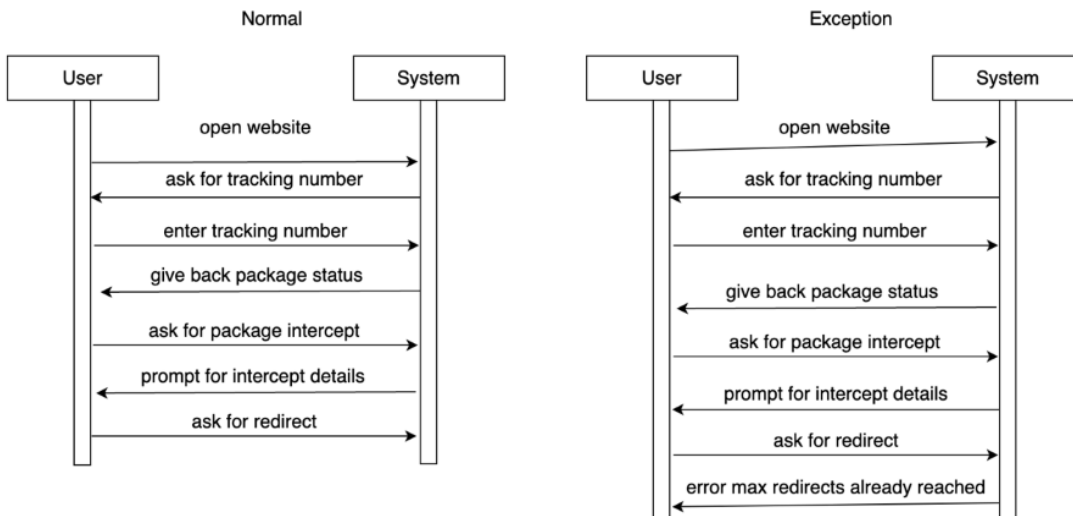 Normal
User
System
open website
ask for tracking number
enter tracking number
give back package status
ask for package intercept
prompt for intercept details
ask for redirect
Exception
User
System
open website
ask for tracking number
enter tracking number
give back package status
ask for package intercept
prompt for intercept details
ask for redirect
error max redirects already reached